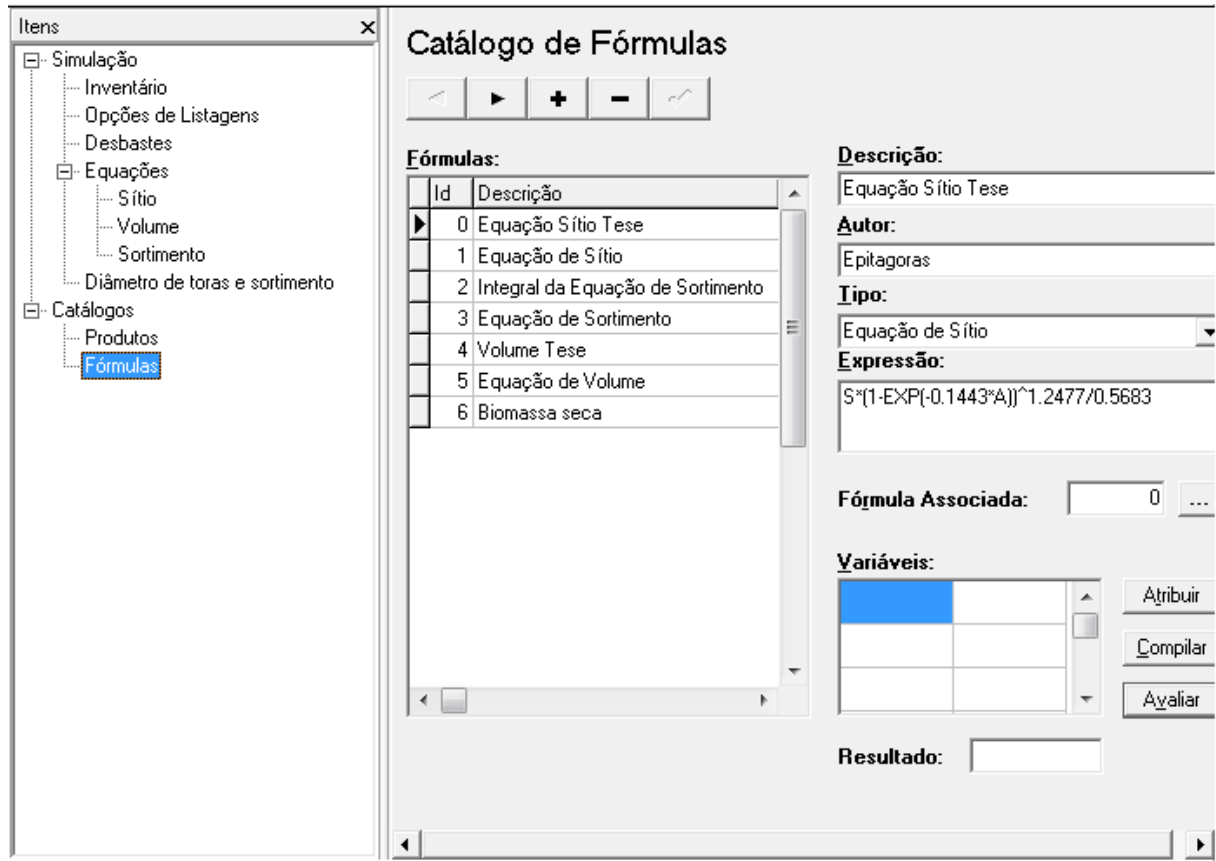 Itens
Simulação
Inventário
Opções de Listagens
Desbastes
Equações
Sítio
Volume
Sortimento
Diâmetro de toras e sortimento
Catálogos
Produtos
Fórmulas
Catálogo de Fórmulas
Fórmulas:
Id Descrição
0 Equação Sítio Tese
1 Equação de Sítio
2 Integral da Equação de Sortimento
3 Equação de Sortimento
4 Volume Tese
5 Equação de Volume
6 Biomassa seca
Descrição:
Equação Sítio Tese
Autor:
Epitagoras
Tipo:
Equação de Sítio
Expressão:
S*(1-EXP(-0.1443*A))^1.2477/0.5683
Fórmula Associada: 0 ...
Variáveis:
Atribuir
Compilar
Avaliar
Resultado: